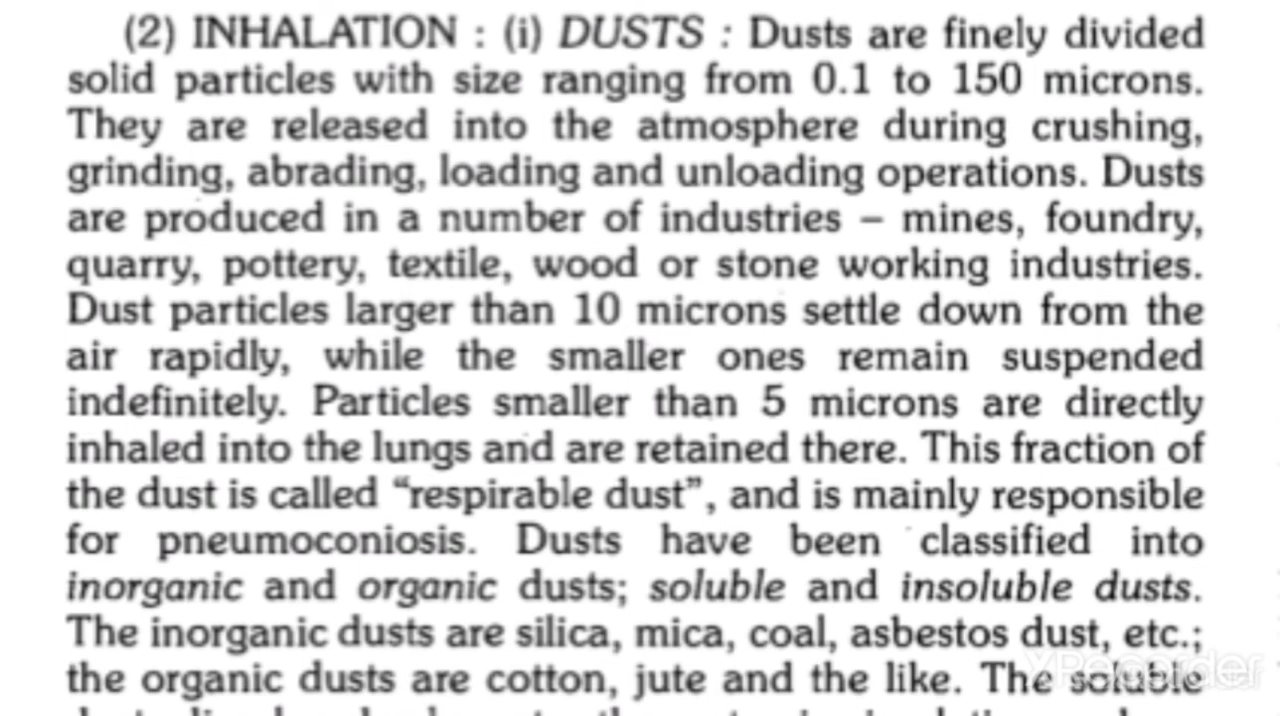 (2) INHALATION : (i) DUSTS : Dusts are finely divided
solid particles with size ranging from 0.1 to 150 microns.
They are released into the atmosphere during crushing,
grinding, abrading, loading and unloading operations. Dusts
are produced in a number of industries – mines, foundry,
quarry, pottery, textile, wood or stone working industries.
Dust particles larger than 10 microns settle down from the
air rapidly, while the smaller ones remain suspended
indefinitely. Particles smaller than 5 microns are directly
inhaled into the lungs and are retained there. This fraction of
the dust is called “respirable dust”, and is mainly responsible
for pneumoconiosis. Dusts have been classified into
inorganic and organic dusts; soluble and insoluble dusts.
The inorganic dusts are silica, mica, coal, asbestos dust, etc.;
the organic dusts are cotton, jute and the like. The soluble
XRecorder